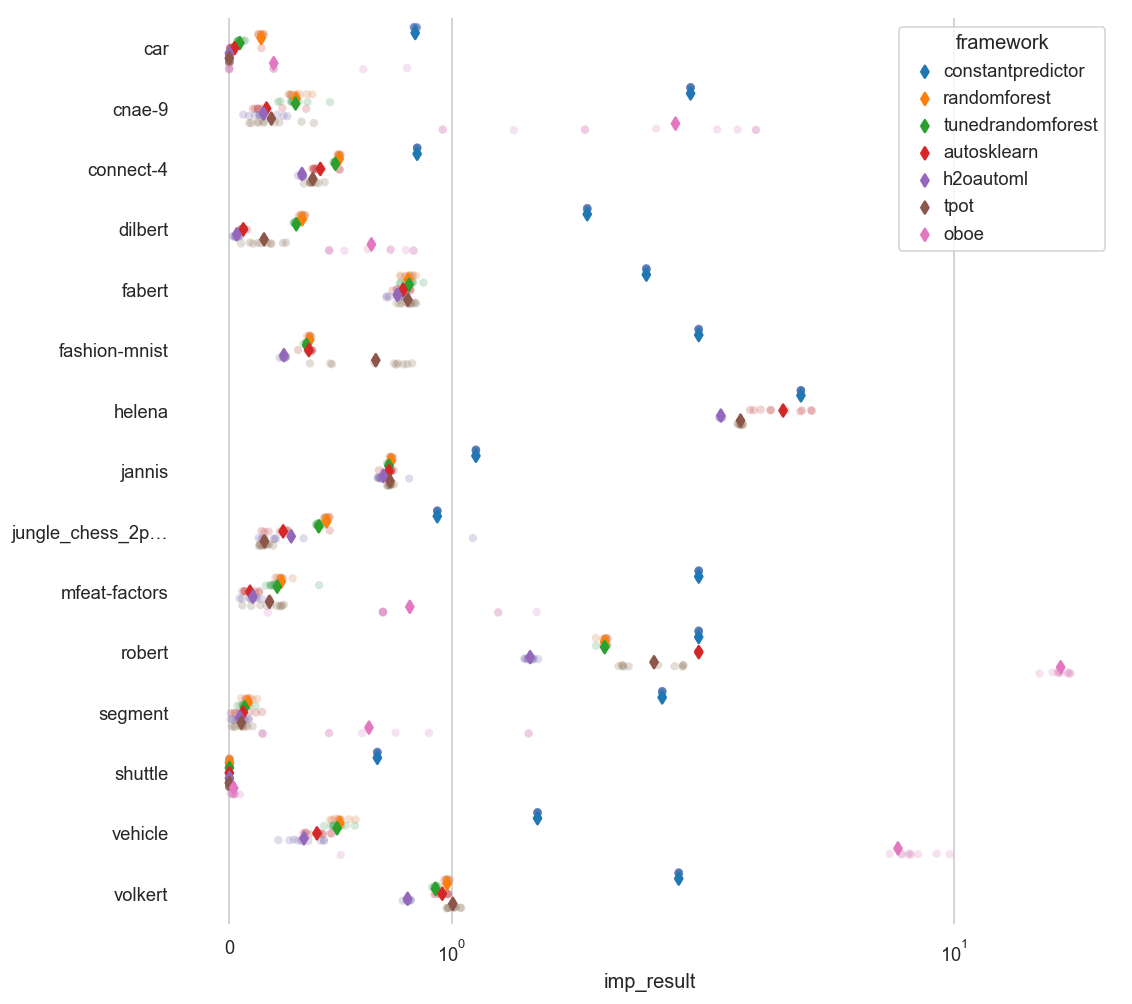 framework
constantpredictor
randomforest
tunedrandomforest
autosklearn
h2oautoml
tpot
oboe
car
cnae-9
connect-4
dilbert
fabert
fashion-mnist
helena
jannis
jungle_chess_2p…
mfeat-factors
robert
segment
shuttle
vehicle
volkert
0 10⁰ 10¹
imp_result